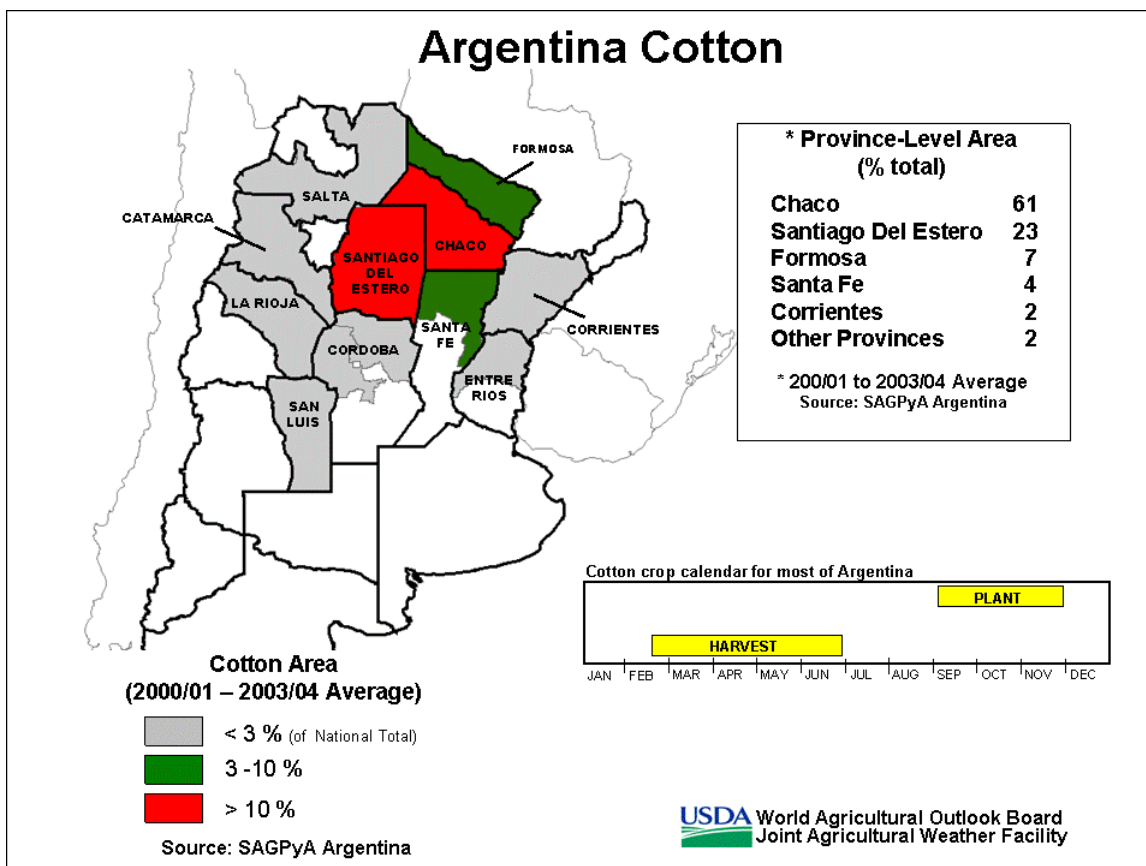 Argentina Cotton
FORMOSA
SALTA
CATAMARCA
CHACO
SANTIAGO
DEL
ESTERO
LA RIOJA
SANTA
FE
CORRIENTES
CORDOBA
ENTRE
RIOS
SAN
LUIS
* Province-Level Area
(% total)
Chaco 61
Santiago Del Estero 23
Formosa 7
Santa Fe 4
Corrientes 2
Other Provinces 2
* 200/01 to 2003/04 Average
Source: SAGPyA Argentina
Cotton crop calendar for most of Argentina
PLANT
HARVEST
JAN FEB MAR APR MAY JUN JUL AUG SEP OCT NOV DEC
Cotton Area
(2000/01 – 2003/04 Average)
< 3 % (of National Total)
3 -10 %
> 10 %
Source: SAGPyA Argentina
USDA World Agricultural Outlook Board
Joint Agricultural Weather Facility